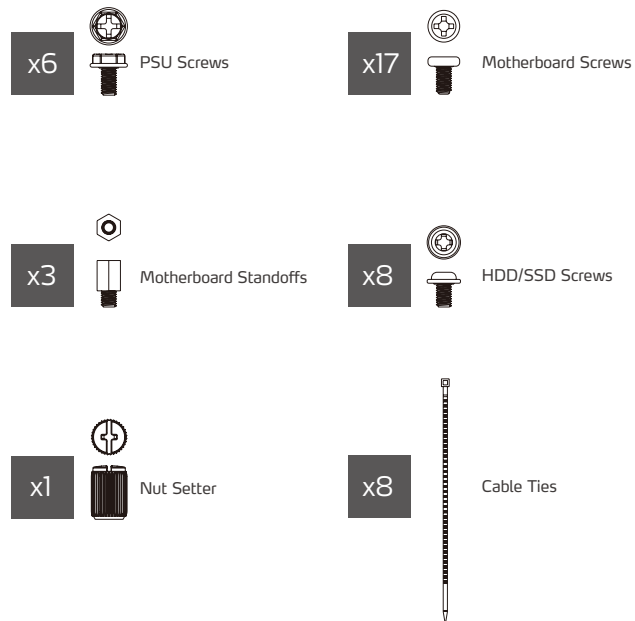 x6
PSU Screws
x17
Motherboard Screws
x3
Motherboard Standoffs
x8
HDD/SSD Screws
x1
Nut Setter
x8
Cable Ties